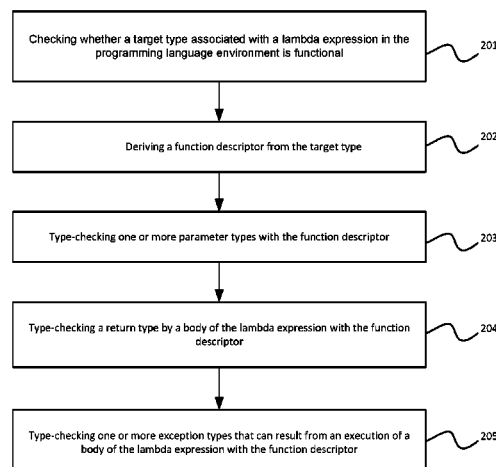 Checking whether a target type associated with a lambda expression in the
programming language environment is functional
201
Deriving a function descriptor from the target type
202
Type-checking one or more parameter types with the function descriptor
203
Type-checking a return type by a body of the lambda expression with the function
descriptor
204
Type-checking one or more exception types that can result from an execution of a
body of the lambda expression with the function descriptor
205